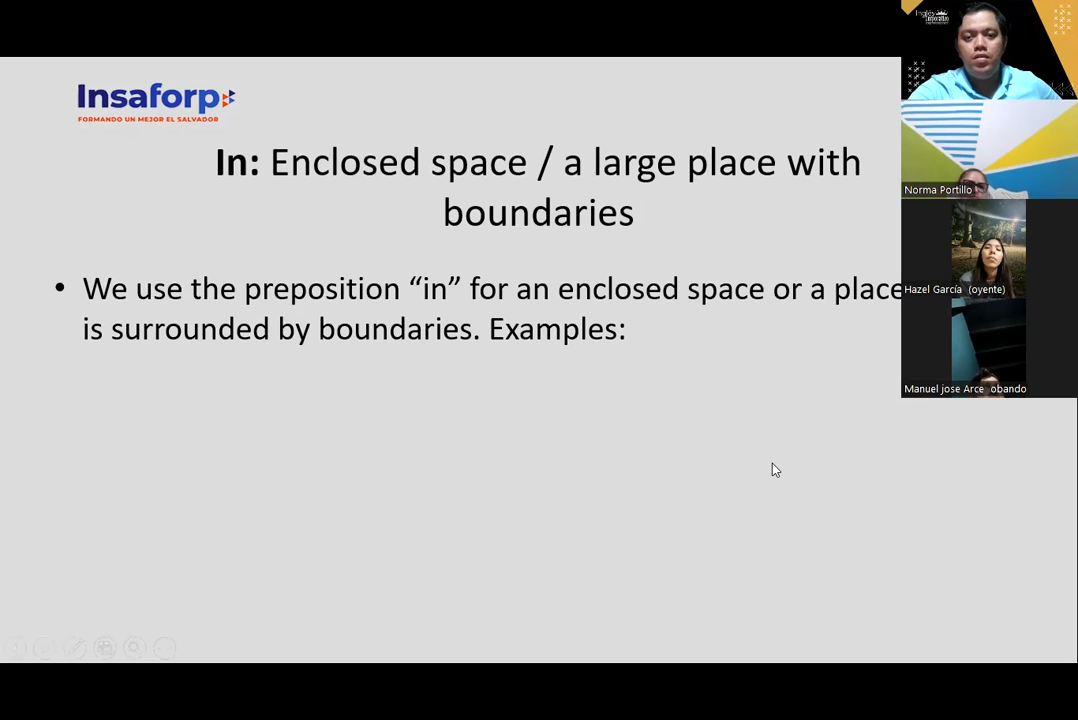 Inglés
Corporativo
Insaforp
FORMANDO UN MEJOR EL SALVADOR
In: Enclosed space / a large place with
boundaries
• We use the preposition “in” for an enclosed space or a place
is surrounded by boundaries. Examples:
Norma Portillo
Hazel García (oyente)
Manuel jose Arce obando